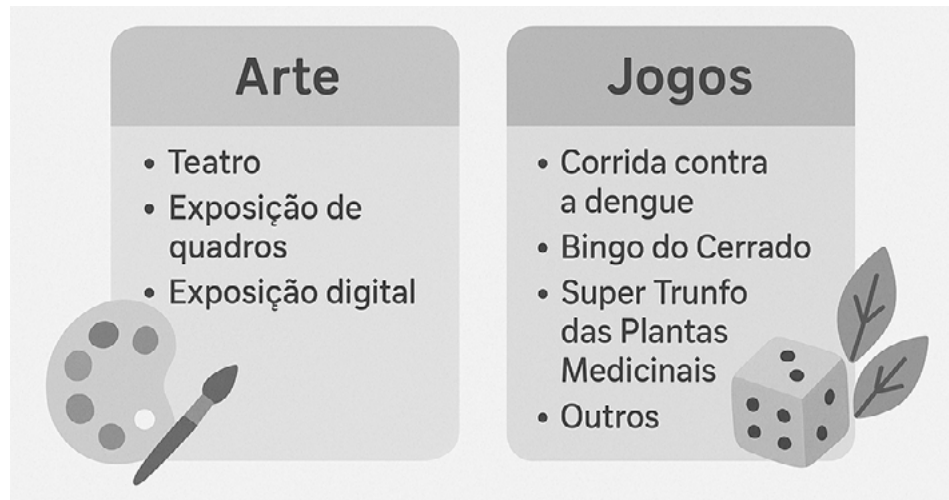 Arte
• Teatro
• Exposição de
quadros
• Exposição digital
Jogos
• Corrida contra
a dengue
• Bingo do Cerrado
• Super Trunfo
das Plantas
Medicinais
• Outros